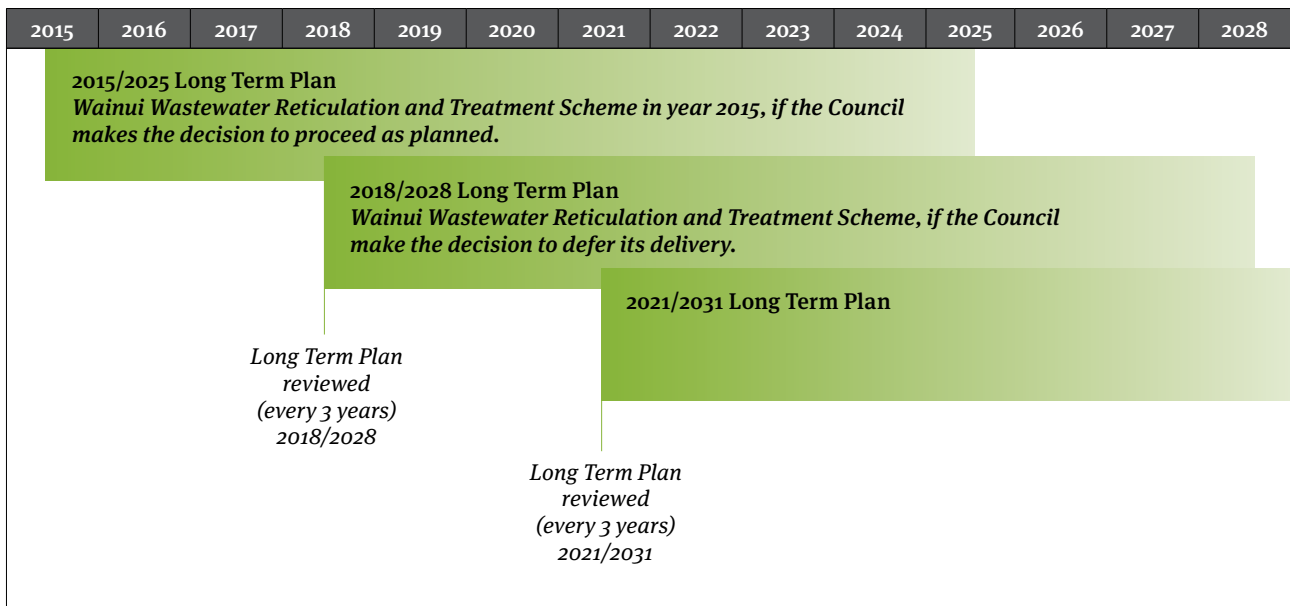 2015 2016 2017 2018 2019 2020 2021 2022 2023 2024 2025 2026 2027 2028
2015/2025 Long Term Plan
Wainui Wastewater Reticulation and Treatment Scheme in year 2015, if the Council
makes the decision to proceed as planned.
2018/2028 Long Term Plan
Wainui Wastewater Reticulation and Treatment Scheme, if the Council
make the decision to defer its delivery.
2021/2031 Long Term Plan
Long Term Plan
reviewed
(every 3 years)
2018/2028
Long Term Plan
reviewed
(every 3 years)
2021/2031